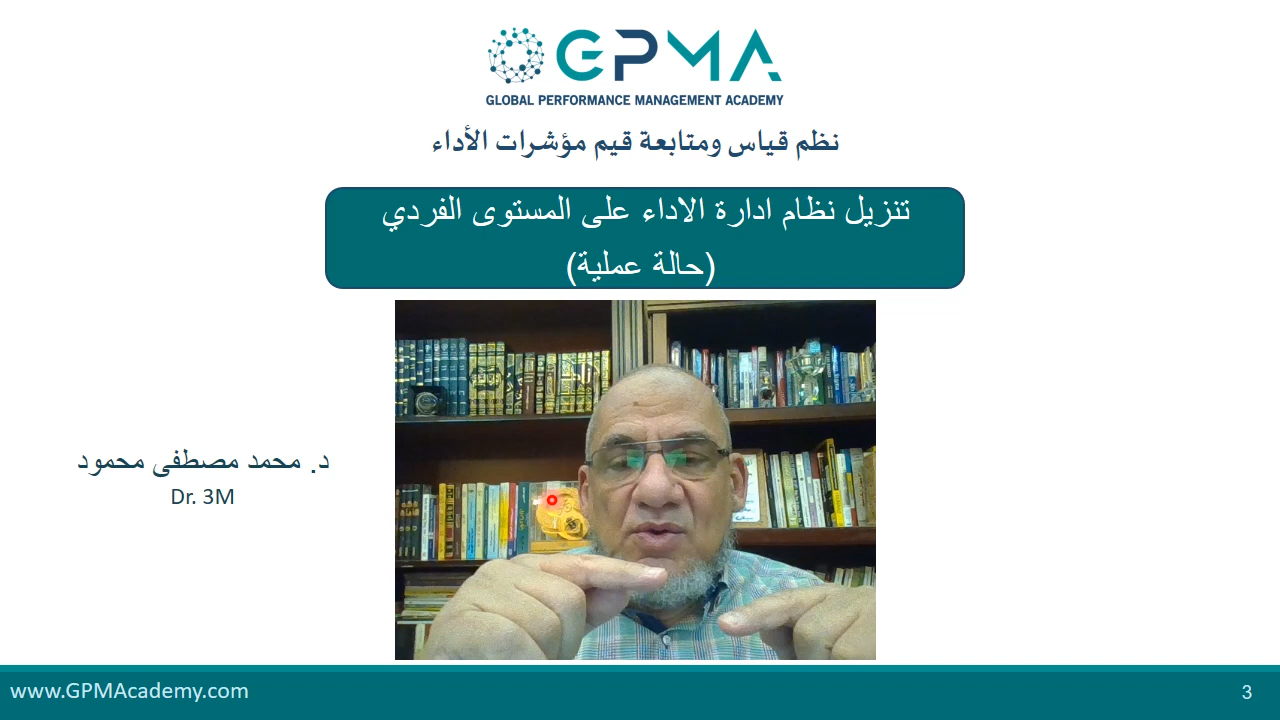 GPMA
GLOBAL PERFORMANCE MANAGEMENT ACADEMY
نظم قياس ومتابعة قيم مؤشرات الأداء
تنزيل نظام ادارة الاداء على المستوى الفردي
(حالة عملية)
د. محمد مصطفى محمود
Dr. 3M
www.GPMAcademy.com
3